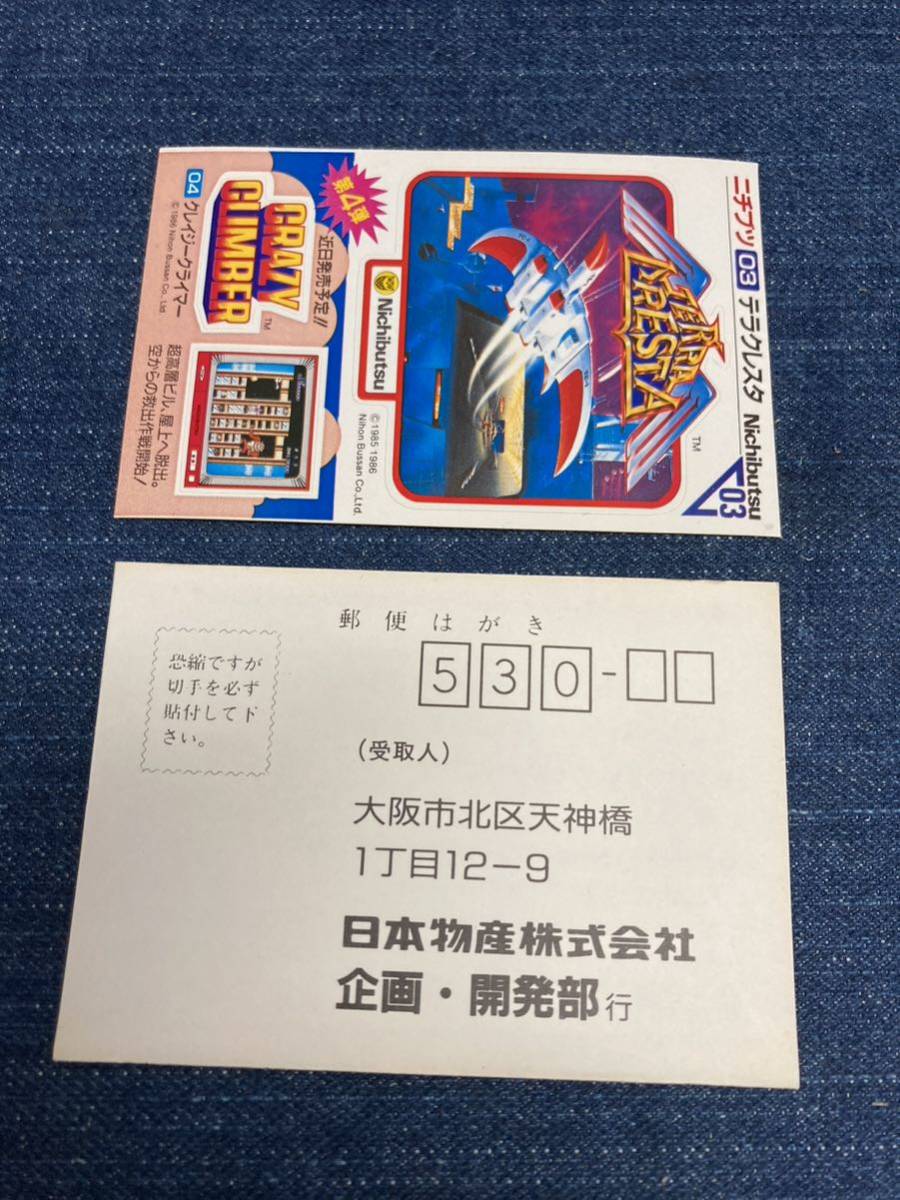 ニチブツ 03 テラクレスタ Nichibutsu
03
TERRA
CRESTA
TM
Nichibutsu
©1985 1986
Nihon Bussan Co.,Ltd.
第4弾
近日発売予定!!
CRAZY
CLIMBER
TM
04 クレイジークライマー
©1986 Nihon Bussan Co. Ltd.
超高層ビル、屋上へ脱出。
空からの救出作戦開始!
郵便はがき
530-
恐縮ですが
切手を必ず
貼付して下
さい。
(受取人)
大阪市北区天神橋
1丁目12-9
日本物産株式会社
企画・開発部行